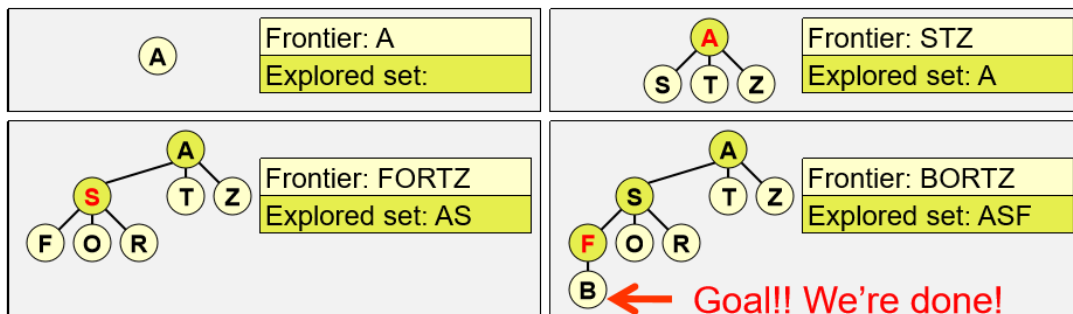 A
Frontier: A
Explored set:
A
S T Z
Frontier: STZ
Explored set: A
A
S T Z
F O R
Frontier: FORTZ
Explored set: AS
A
S T Z
F O R
B
Frontier: BORTZ
Explored set: ASF
Goal!! We're done!